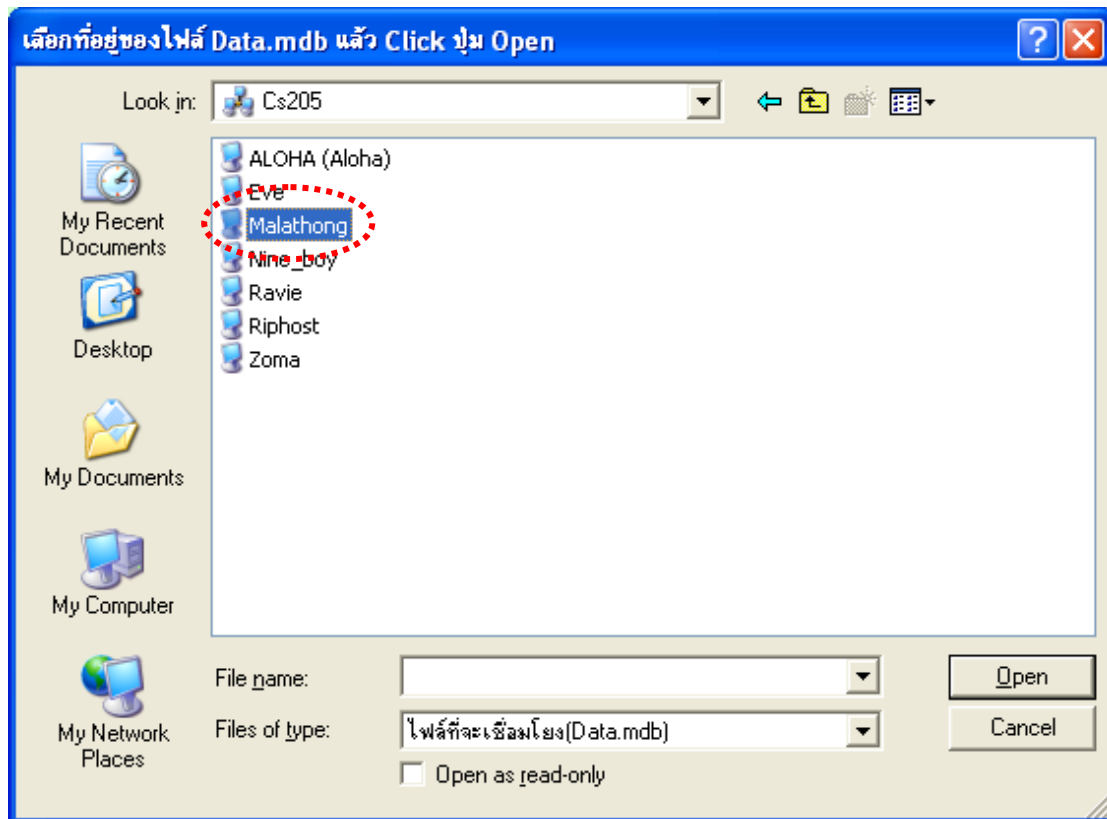 เลือกที่อยู่ของไฟล์ Data.mdb แล้ว Click ปุ่ม Open
Look in:
Cs205
ALOHA (Aloha)
Eve
Malathong
Nine_boy
Ravie
Riphost
Zoma
My Recent
Documents
Desktop
My Documents
My Computer
My Network
Places
File name:
Open
Files of type:
ไฟล์ที่จะเชื่อมโยง(Data.mdb)
Cancel
Open as read-only